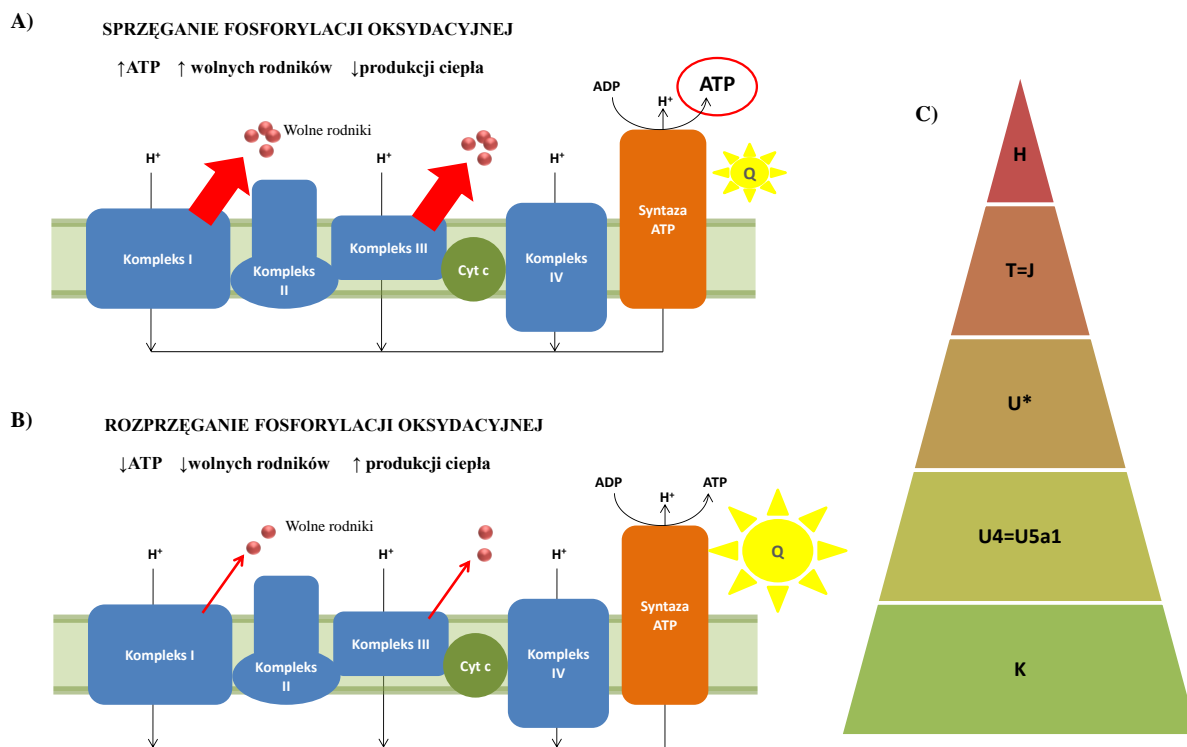 A)
SPRZĘGANIE FOSFORYLACJI OKSYDACYJNEJ
↑ATP ↑ wolnych rodników ↓produkcji ciepła
Wolne rodniki
ADP
H⁺
ATP
H⁺
H⁺
H⁺
Q
Kompleks I
Kompleks
II
Kompleks III
Cyt c
Kompleks
IV
Syntaza
ATP
B)
ROZPRZĘGANIE FOSFORYLACJI OKSYDACYJNEJ
↓ATP ↓wolnych rodników ↑ produkcji ciepła
Wolne rodniki
ADP
H⁺
ATP
H⁺
H⁺
H⁺
Q
Kompleks I
Kompleks
II
Kompleks III
Cyt c
Kompleks
IV
Syntaza
ATP
C)
H
T=J
U*
U4=U5a1
K